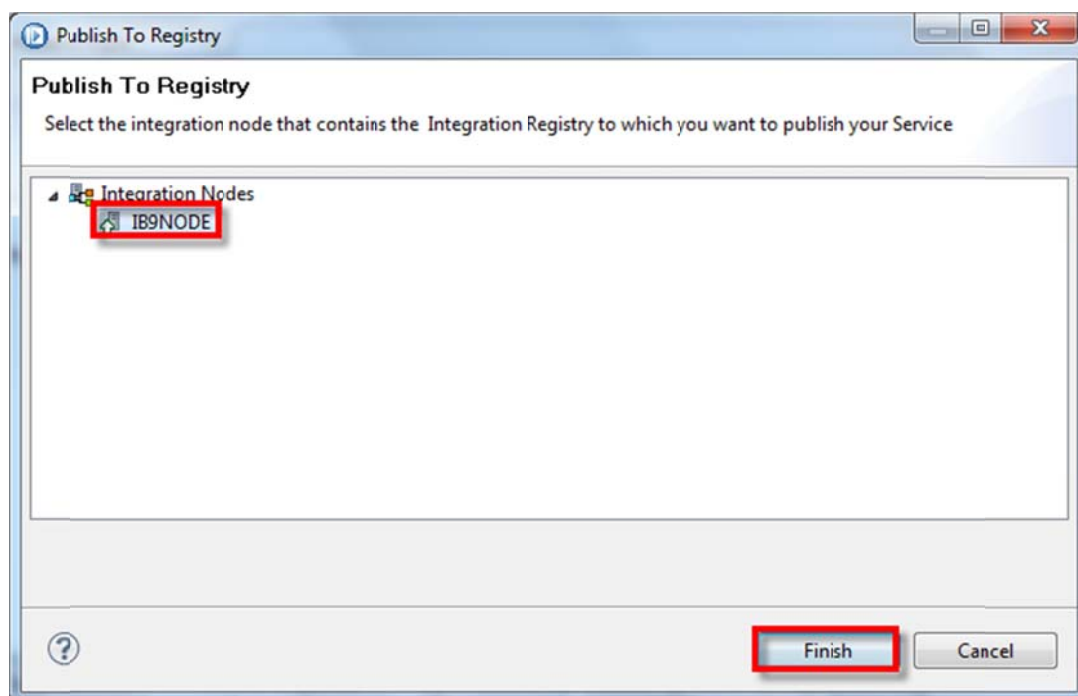 Publish To Registry
Publish To Registry
Select the integration node that contains the Integration Registry to which you want to publish your Service
Integration Nodes
IB9NODE
?
Finish
Cancel